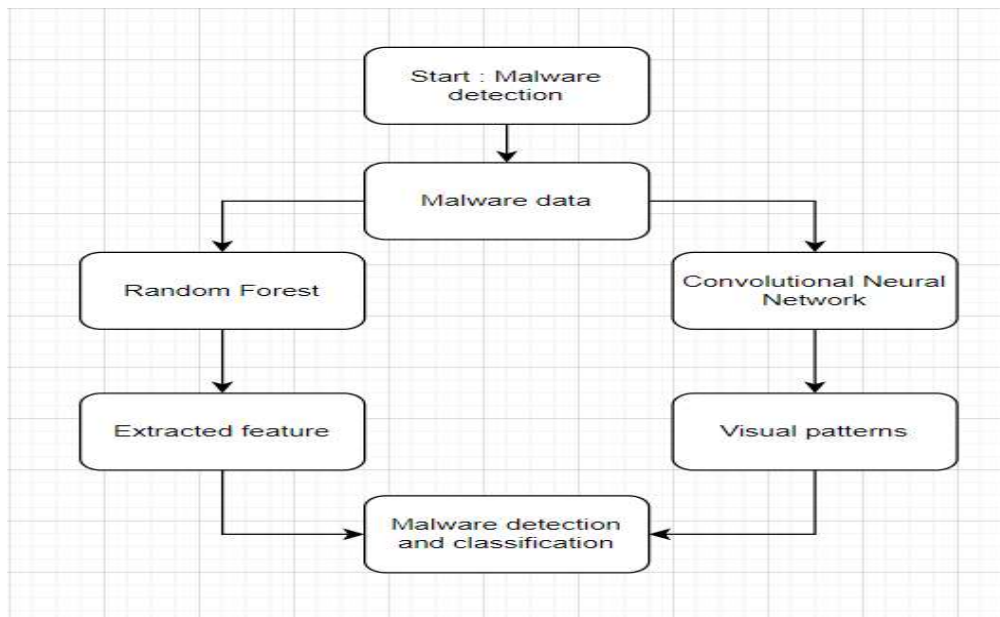 Start : Malware
detection
Malware data
Random Forest
Convolutional Neural
Network
Extracted feature
Visual patterns
Malware detection
and classification